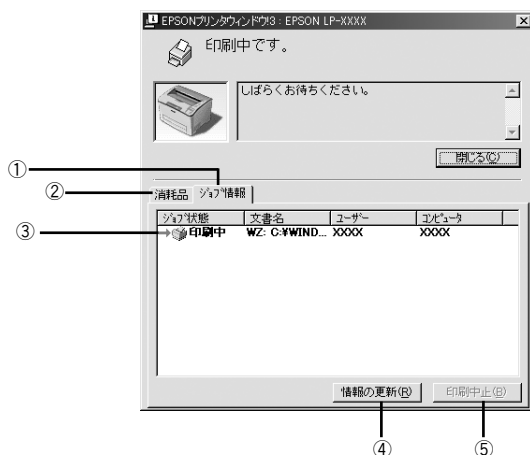 EPSONプリンタウィンドウ!3 : EPSON LP-XXXX
印刷中です。
しばらくお待ちください。
閉じる(C)
①
②
消耗品 ジョブ情報
③
ジョブ状態 文書名 ユーザー コンピュータ
印刷中 WZ: C:¥WIND... XXXX XXXX
情報の更新(R) 印刷中止(B)
④ ⑤